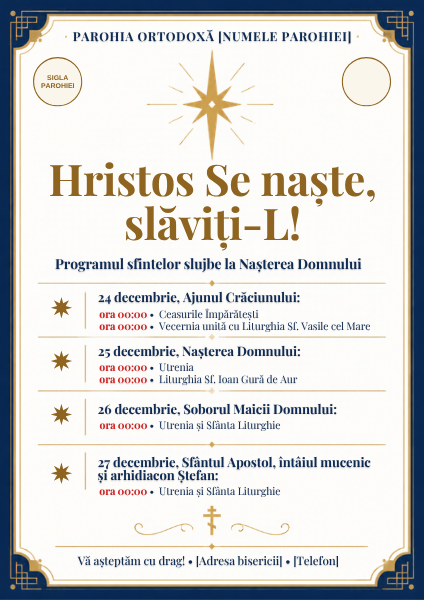 PAROHIA ORTODOXĂ [NUMELE PAROHIEI]
SIGLA
PAROHIEI
Hristos Se naște,
slăviți-L!
Programul sfintelor slujbe la Nașterea Domnului
24 decembrie, Ajunul Crăciunului:
ora 00:00 • Ceasurile Împărătești
ora 00:00 • Vecernia unită cu Liturghia Sf. Vasile cel Mare
25 decembrie, Nașterea Domnului:
ora 00:00 • Utrenia
ora 00:00 • Liturghia Sf. Ioan Gură de Aur
26 decembrie, Soborul Maicii Domnului:
ora 00:00 • Utrenia și Sfânta Liturghie
27 decembrie, Sfântul Apostol, întâiul mucenic
și arhidiacon Ștefan:
ora 00:00 • Utrenia și Sfânta Liturghie
Vă așteptăm cu drag! • [Adresa bisericii] • [Telefon]